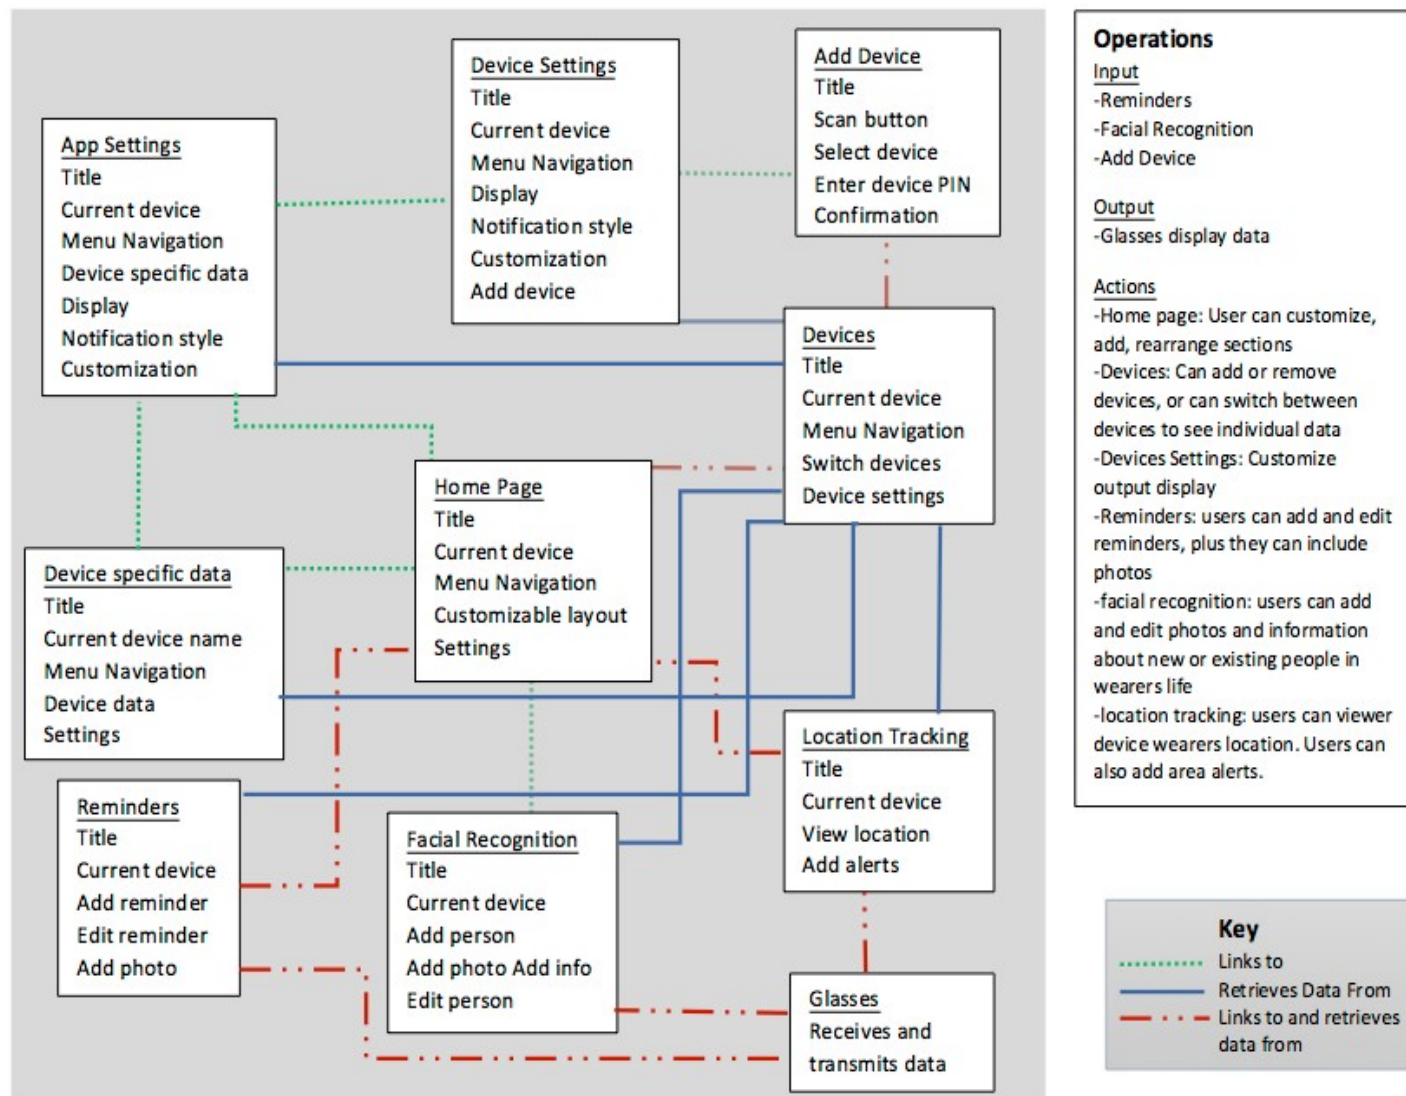 Device Settings
Title
Current device
Menu Navigation
Display
Notification style
Customization
Add device
Add Device
Title
Scan button
Select device
Enter device PIN
Confirmation
App Settings
Title
Current device
Menu Navigation
Device specific data
Display
Notification style
Customization
Devices
Title
Current device
Menu Navigation
Switch devices
Device settings
Home Page
Title
Current device
Menu Navigation
Customizable layout
Settings
Device specific data
Title
Current device name
Menu Navigation
Device data
Settings
Location Tracking
Title
Current device
View location
Add alerts
Reminders
Title
Current device
Add reminder
Edit reminder
Add photo
Facial Recognition
Title
Current device
Add person
Add photo Add info
Edit person
Glasses
Receives and
transmits data
Operations
Input
-Reminders
-Facial Recognition
-Add Device
Output
-Glasses display data
Actions
-Home page: User can customize,
add, rearrange sections
-Devices: Can add or remove
devices, or can switch between
devices to see individual data
-Devices Settings: Customize
output display
-Reminders: users can add and edit
reminders, plus they can include
photos
-facial recognition: users can add
and edit photos and information
about new or existing people in
wearers life
-location tracking: users can viewer
device wearers location. Users can
also add area alerts.
Key
Links to
Retrieves Data From
Links to and retrieves
data from